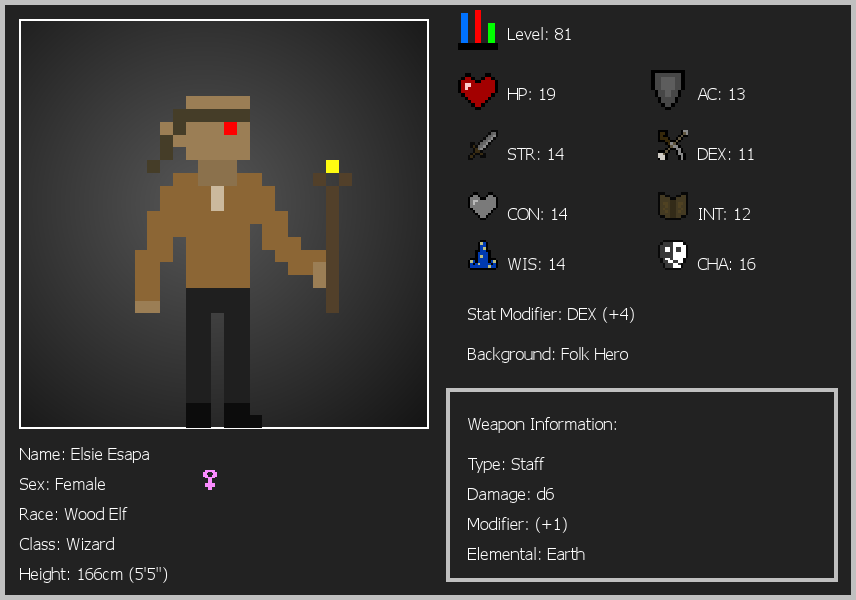 Level: 81
HP: 19
AC: 13
STR: 14
DEX: 11
CON: 14
INT: 12
WIS: 14
CHA: 16
Stat Modifier: DEX (+4)
Background: Folk Hero
Weapon Information:
Type: Staff
Damage: d6
Modifier: (+1)
Elemental: Earth
Name: Elsie Esapa
Sex: Female
Race: Wood Elf
Class: Wizard
Height: 166cm (5'5")